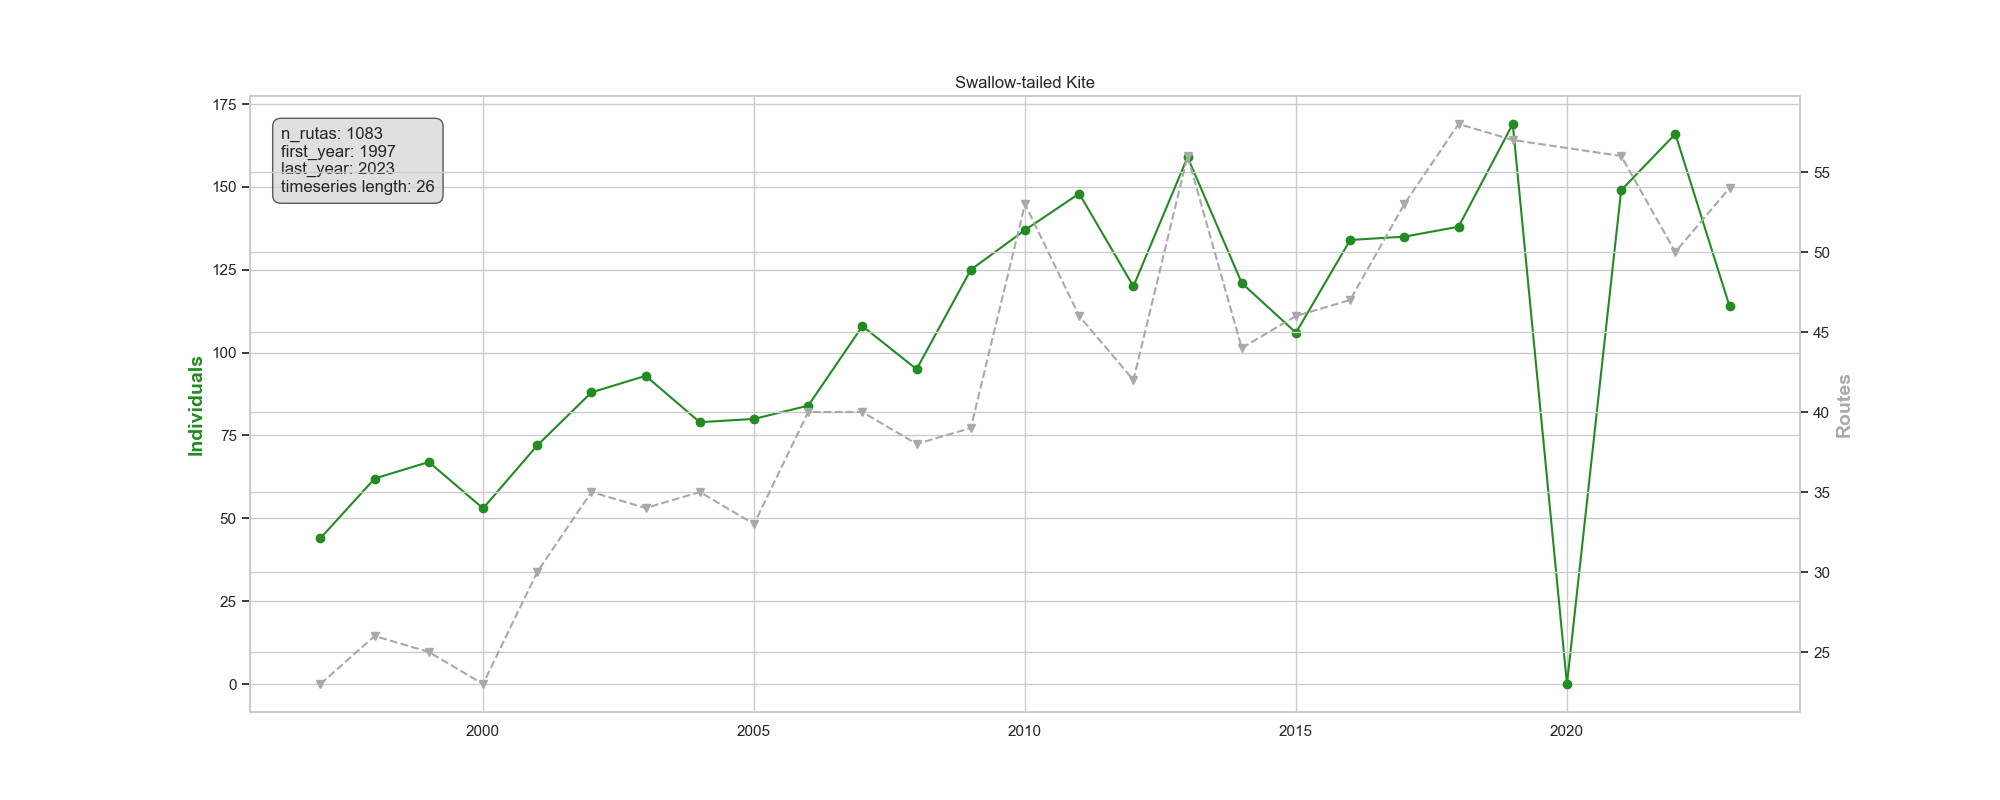 Swallow-tailed Kite
n_rutas: 1083
first_year: 1997
last_year: 2023
timeseries length: 26
175
150
125
100
75
50
25
0
Individuals
55
50
45
40
35
30
25
Routes
2000
2005
2010
2015
2020